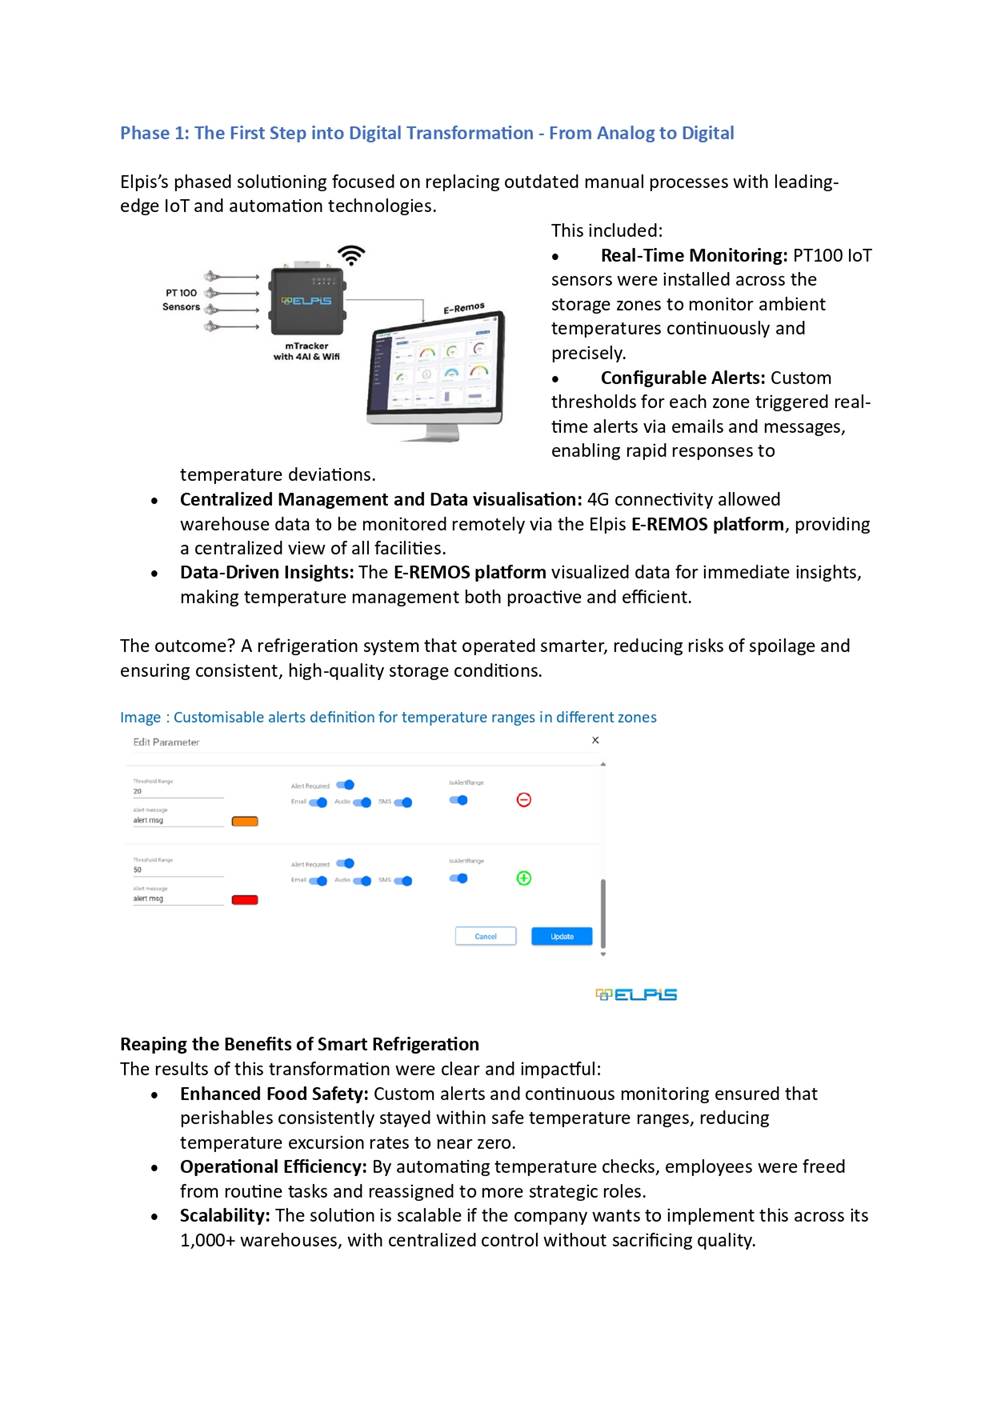 Phase 1: The First Step into Digital Transformation - From Analog to Digital
Elpis’s phased solutioning focused on replacing outdated manual processes with leading-
edge IoT and automation technologies.
PT 100
Sensors
ELPIS
mTracker
with 4AI & Wifi
E-Remos
This included:
• Real-Time Monitoring: PT100 IoT
sensors were installed across the
storage zones to monitor ambient
temperatures continuously and
precisely.
• Configurable Alerts: Custom
thresholds for each zone triggered real-
time alerts via emails and messages,
enabling rapid responses to
temperature deviations.
• Centralized Management and Data visualisation: 4G connectivity allowed
warehouse data to be monitored remotely via the Elpis E-REMOS platform, providing
a centralized view of all facilities.
• Data-Driven Insights: The E-REMOS platform visualized data for immediate insights,
making temperature management both proactive and efficient.
The outcome? A refrigeration system that operated smarter, reducing risks of spoilage and
ensuring consistent, high-quality storage conditions.
Image : Customisable alerts definition for temperature ranges in different zones
Edit Parameter X
Threshold Range
20
Alert message
alert msg
Alert Required
Email Audio SMS
IsAlertRange
Threshold Range
50
Alert message
alert msg
Alert Required
Email Audio SMS
IsAlertRange
Cancel Update
ELPIS
Reaping the Benefits of Smart Refrigeration
The results of this transformation were clear and impactful:
• Enhanced Food Safety: Custom alerts and continuous monitoring ensured that
perishables consistently stayed within safe temperature ranges, reducing
temperature excursion rates to near zero.
• Operational Efficiency: By automating temperature checks, employees were freed
from routine tasks and reassigned to more strategic roles.
• Scalability: The solution is scalable if the company wants to implement this across its
1,000+ warehouses, with centralized control without sacrificing quality.